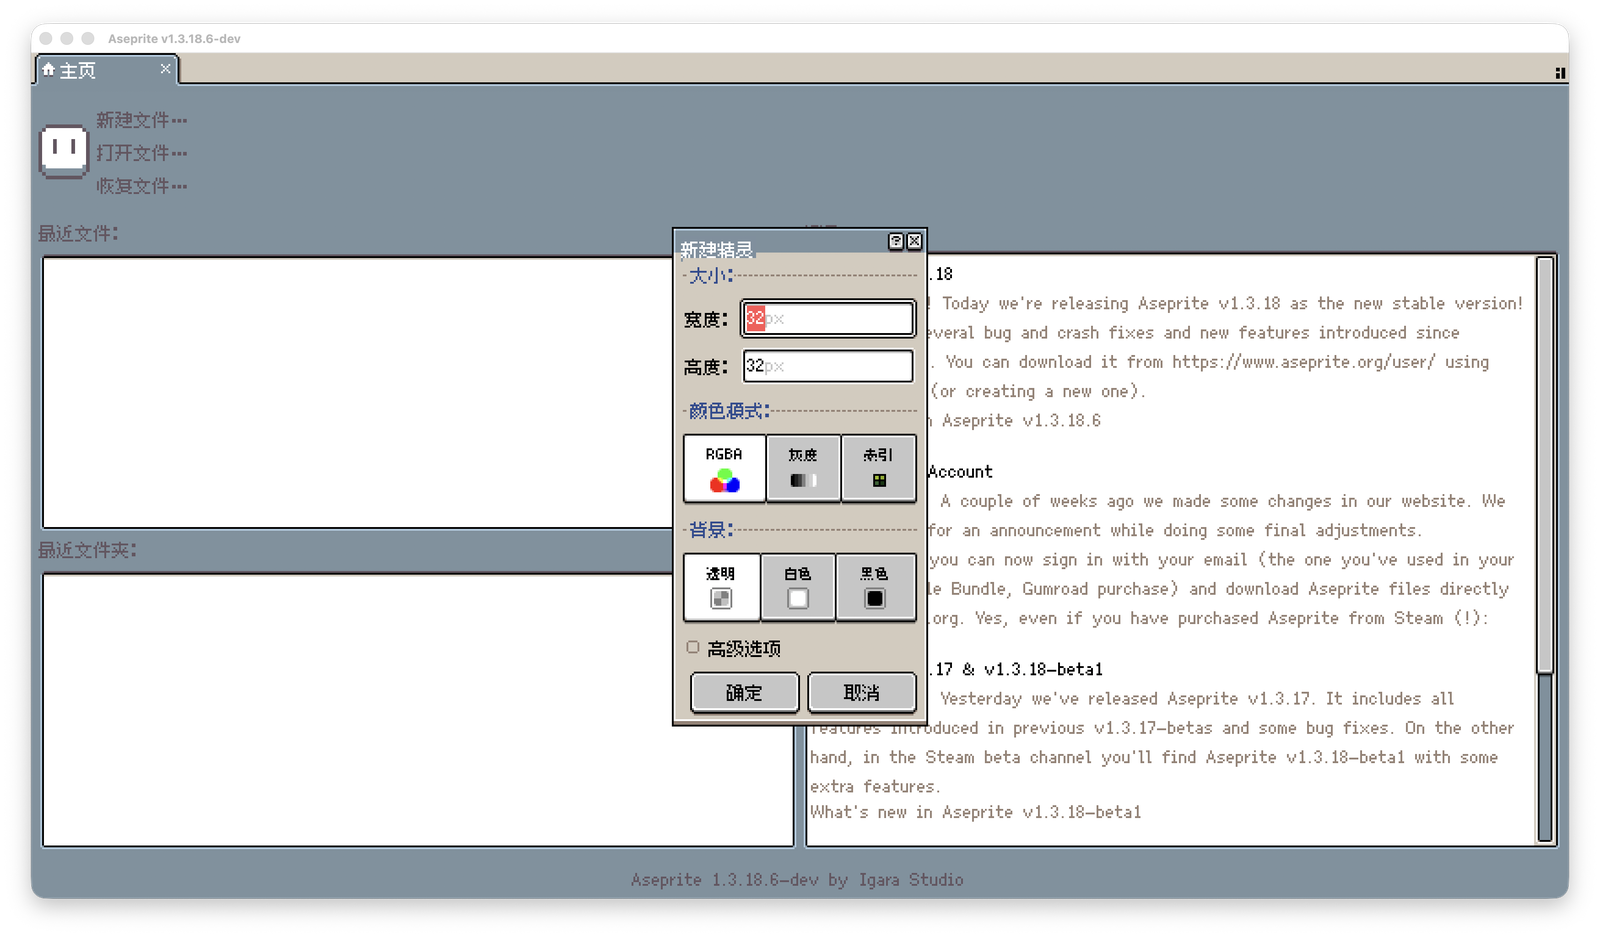 Aseprite v1.3.18.6-dev
主页
新建文件…
打开文件…
恢复文件…
最近文件:
最近文件夹:
新建精灵
大小:
宽度: 32px
高度: 32px
颜色模式:
RGBA 灰度 索引
背景:
透明 白色 黑色
高级选项
确定 取消
.18
! Today we're releasing Aseprite v1.3.18 as the new stable version!
everal bug and crash fixes and new features introduced since
. You can download it from https://www.aseprite.org/user/ using
(or creating a new one).
Aseprite v1.3.18.6
Account
A couple of weeks ago we made some changes in our website. We
for an announcement while doing some final adjustments.
you can now sign in with your email (the one you've used in your
le Bundle, Gumroad purchase) and download Aseprite files directly
.org. Yes, even if you have purchased Aseprite from Steam (!):
.17 & v1.3.18-beta1
Yesterday we've released Aseprite v1.3.17. It includes all
features introduced in previous v1.3.17-betas and some bug fixes. On the other
hand, in the Steam beta channel you'll find Aseprite v1.3.18-beta1 with some
extra features.
What's new in Aseprite v1.3.18-beta1
Aseprite 1.3.18.6-dev by Igara Studio